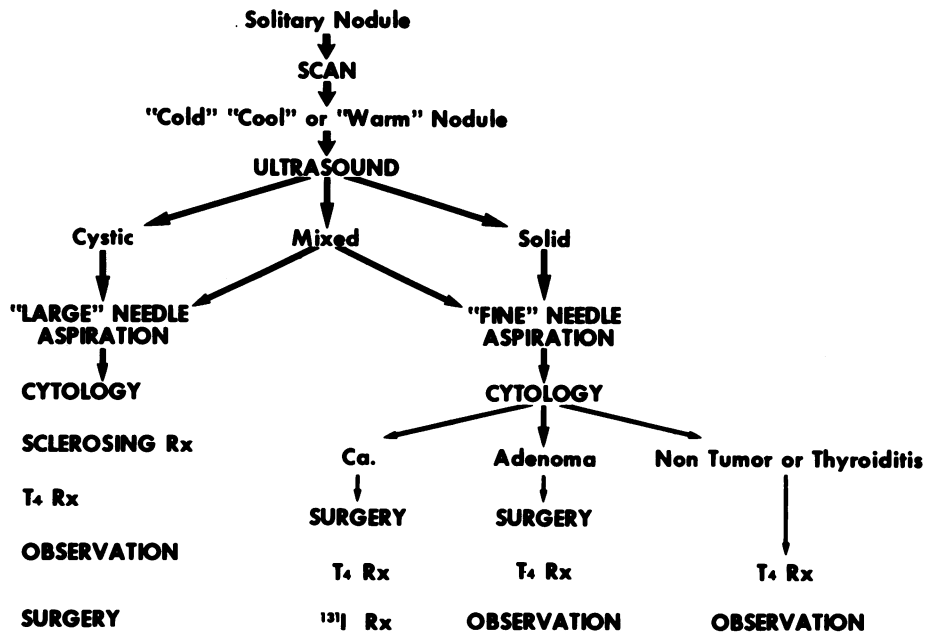 Solitary Nodule
SCAN
"Cold" "Cool" or "Warm" Nodule
ULTRASOUND
Cystic
Mixed
Solid
"LARGE" NEEDLE
ASPIRATION
"FINE" NEEDLE
ASPIRATION
CYTOLOGY
SCLEROSING Rx
T₄ Rx
OBSERVATION
SURGERY
CYTOLOGY
Ca.
Adenoma
Non Tumor or Thyroiditis
SURGERY
T₄ Rx
¹³¹I Rx
SURGERY
T₄ Rx
OBSERVATION
T₄ Rx
OBSERVATION